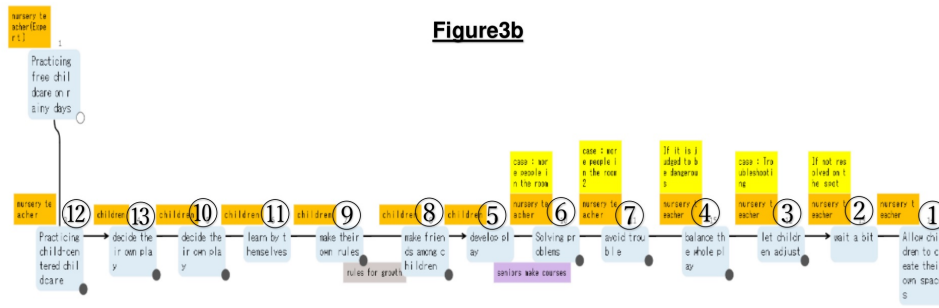 Figure3b
nursery te
acher(Expe
rt)
1
Practicing
free chil
dcare on r
ainy days
case : mor
e people i
n the room
case : mor
e people i
n the room
2
If it is j
udged to b
e dangerou
s
case : Tro
ubleshooti
ng
If not res
olved on t
he spot
nursery te
acher
⑫
children
⑬
children
⑩
children
⑪
children
⑨
children
⑧
children
⑤
nursery te
acher
⑥
nursery te
acher
⑦
nursery t
eacher
④
nursery t
eacher
③
nursery t
eacher
②
nursery t
eacher
①
Practicing
child-cen
tered chil
dcare
decide the
ir own pla
y
decide the
ir own pla
y
learn by t
hemselves
make their
own rules
make frien
ds among c
hildren
develop pl
ay
Solving pr
oblems
avoid trou
ble
balance th
e whole pl
ay
let childr
en adjust
wait a bit
Allow chi
dren to c
eate thei
own spac
s
rules for growth
seniors make courses